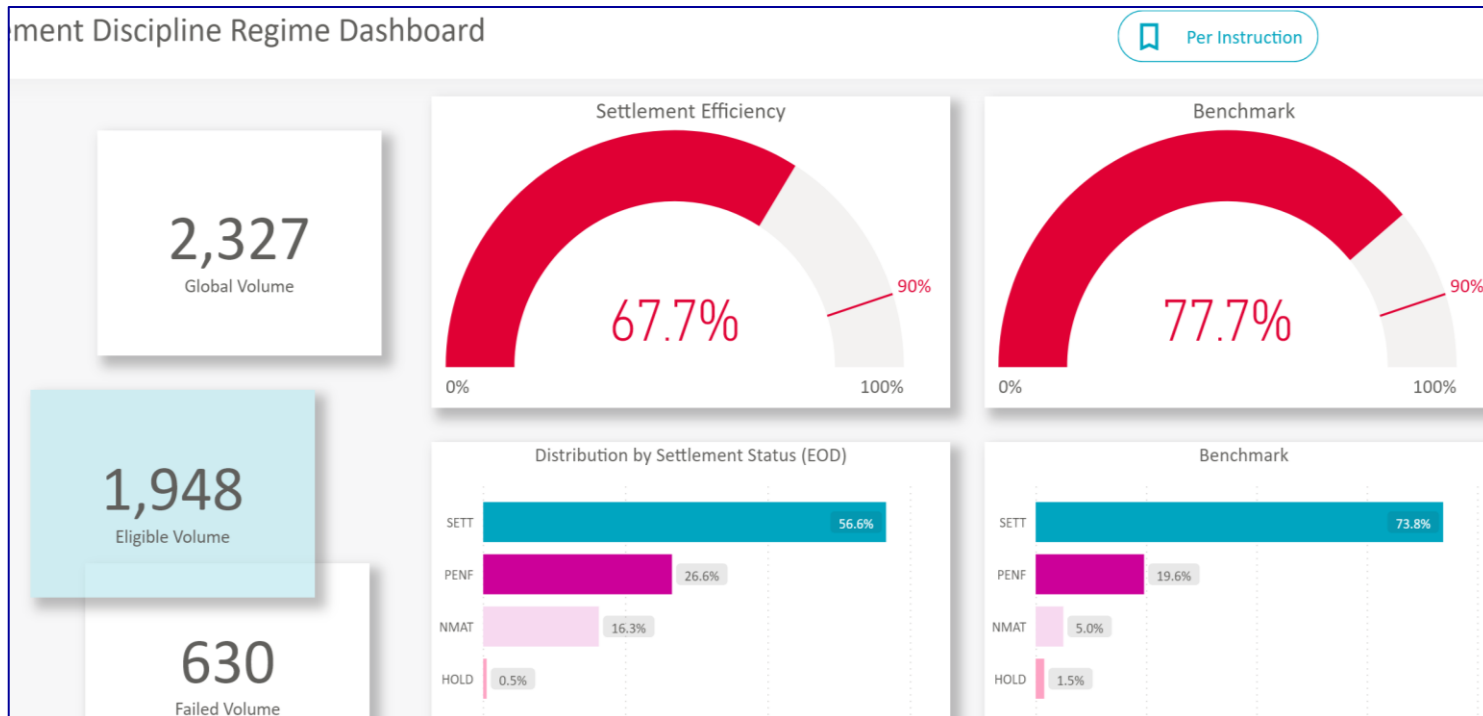 ment Discipline Regime Dashboard
Per Instruction
2,327
Global Volume
1,948
Eligible Volume
630
Failed Volume
Settlement Efficiency
90%
67.7%
0%
100%
Benchmark
90%
77.7%
0%
100%
Distribution by Settlement Status (EOD)
SETT
56.6%
PENF
26.6%
NMAT
16.3%
HOLD
0.5%
Benchmark
SETT
73.8%
PENF
19.6%
NMAT
5.0%
HOLD
1.5%